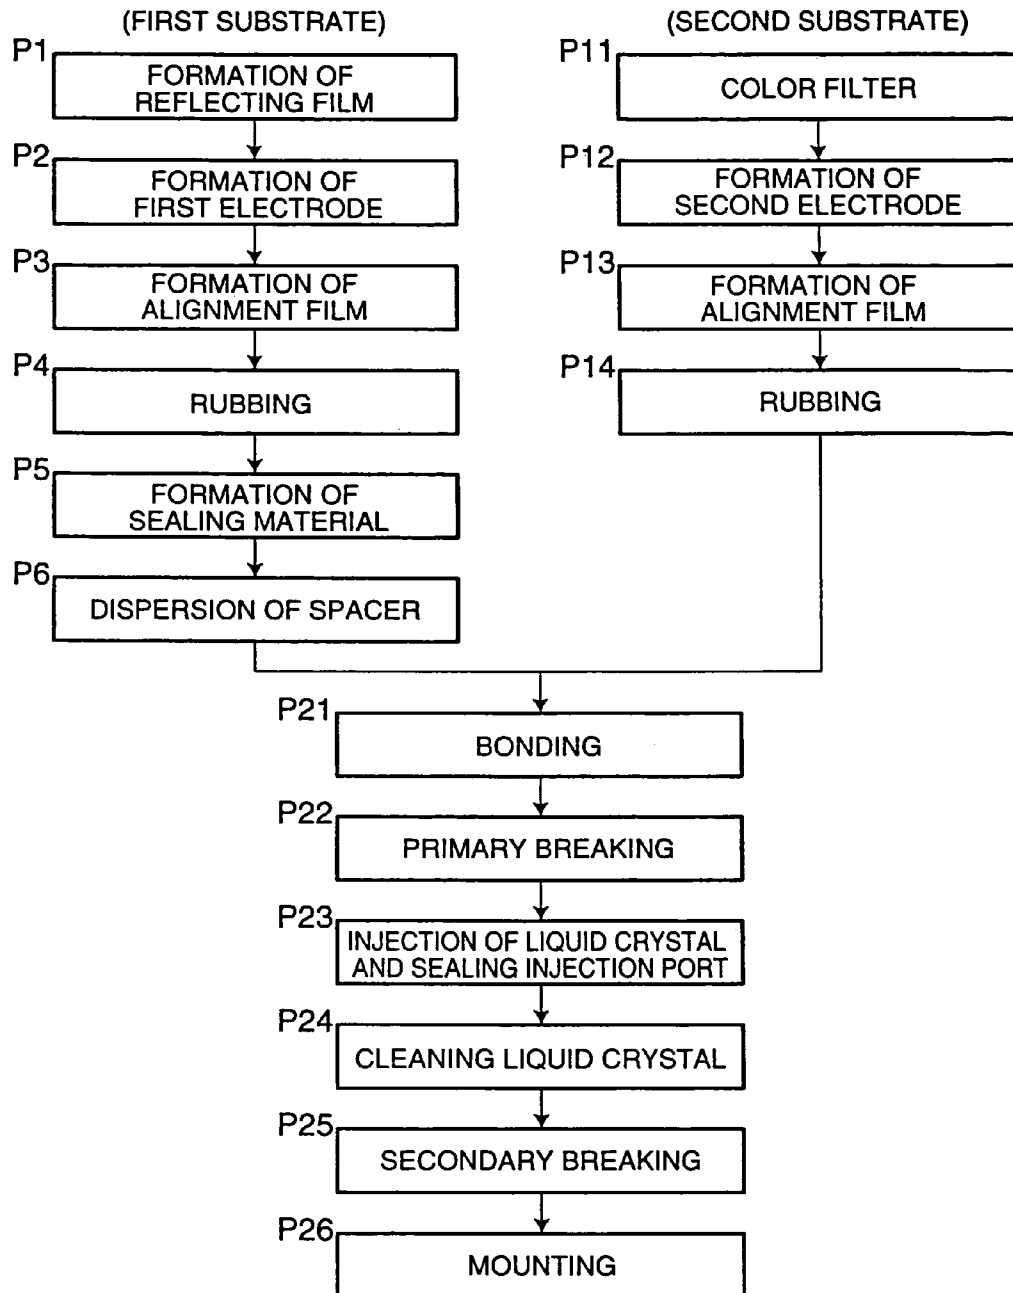 (FIRST SUBSTRATE)
P1
FORMATION OF
REFLECTING FILM
P2
FORMATION OF
FIRST ELECTRODE
P3
FORMATION OF
ALIGNMENT FILM
P4
RUBBING
P5
FORMATION OF
SEALING MATERIAL
P6
DISPERSION OF SPACER
(SECOND SUBSTRATE)
P11
COLOR FILTER
P12
FORMATION OF
SECOND ELECTRODE
P13
FORMATION OF
ALIGNMENT FILM
P14
RUBBING
P21
BONDING
P22
PRIMARY BREAKING
P23
INJECTION OF LIQUID CRYSTAL
AND SEALING INJECTION PORT
P24
CLEANING LIQUID CRYSTAL
P25
SECONDARY BREAKING
P26
MOUNTING